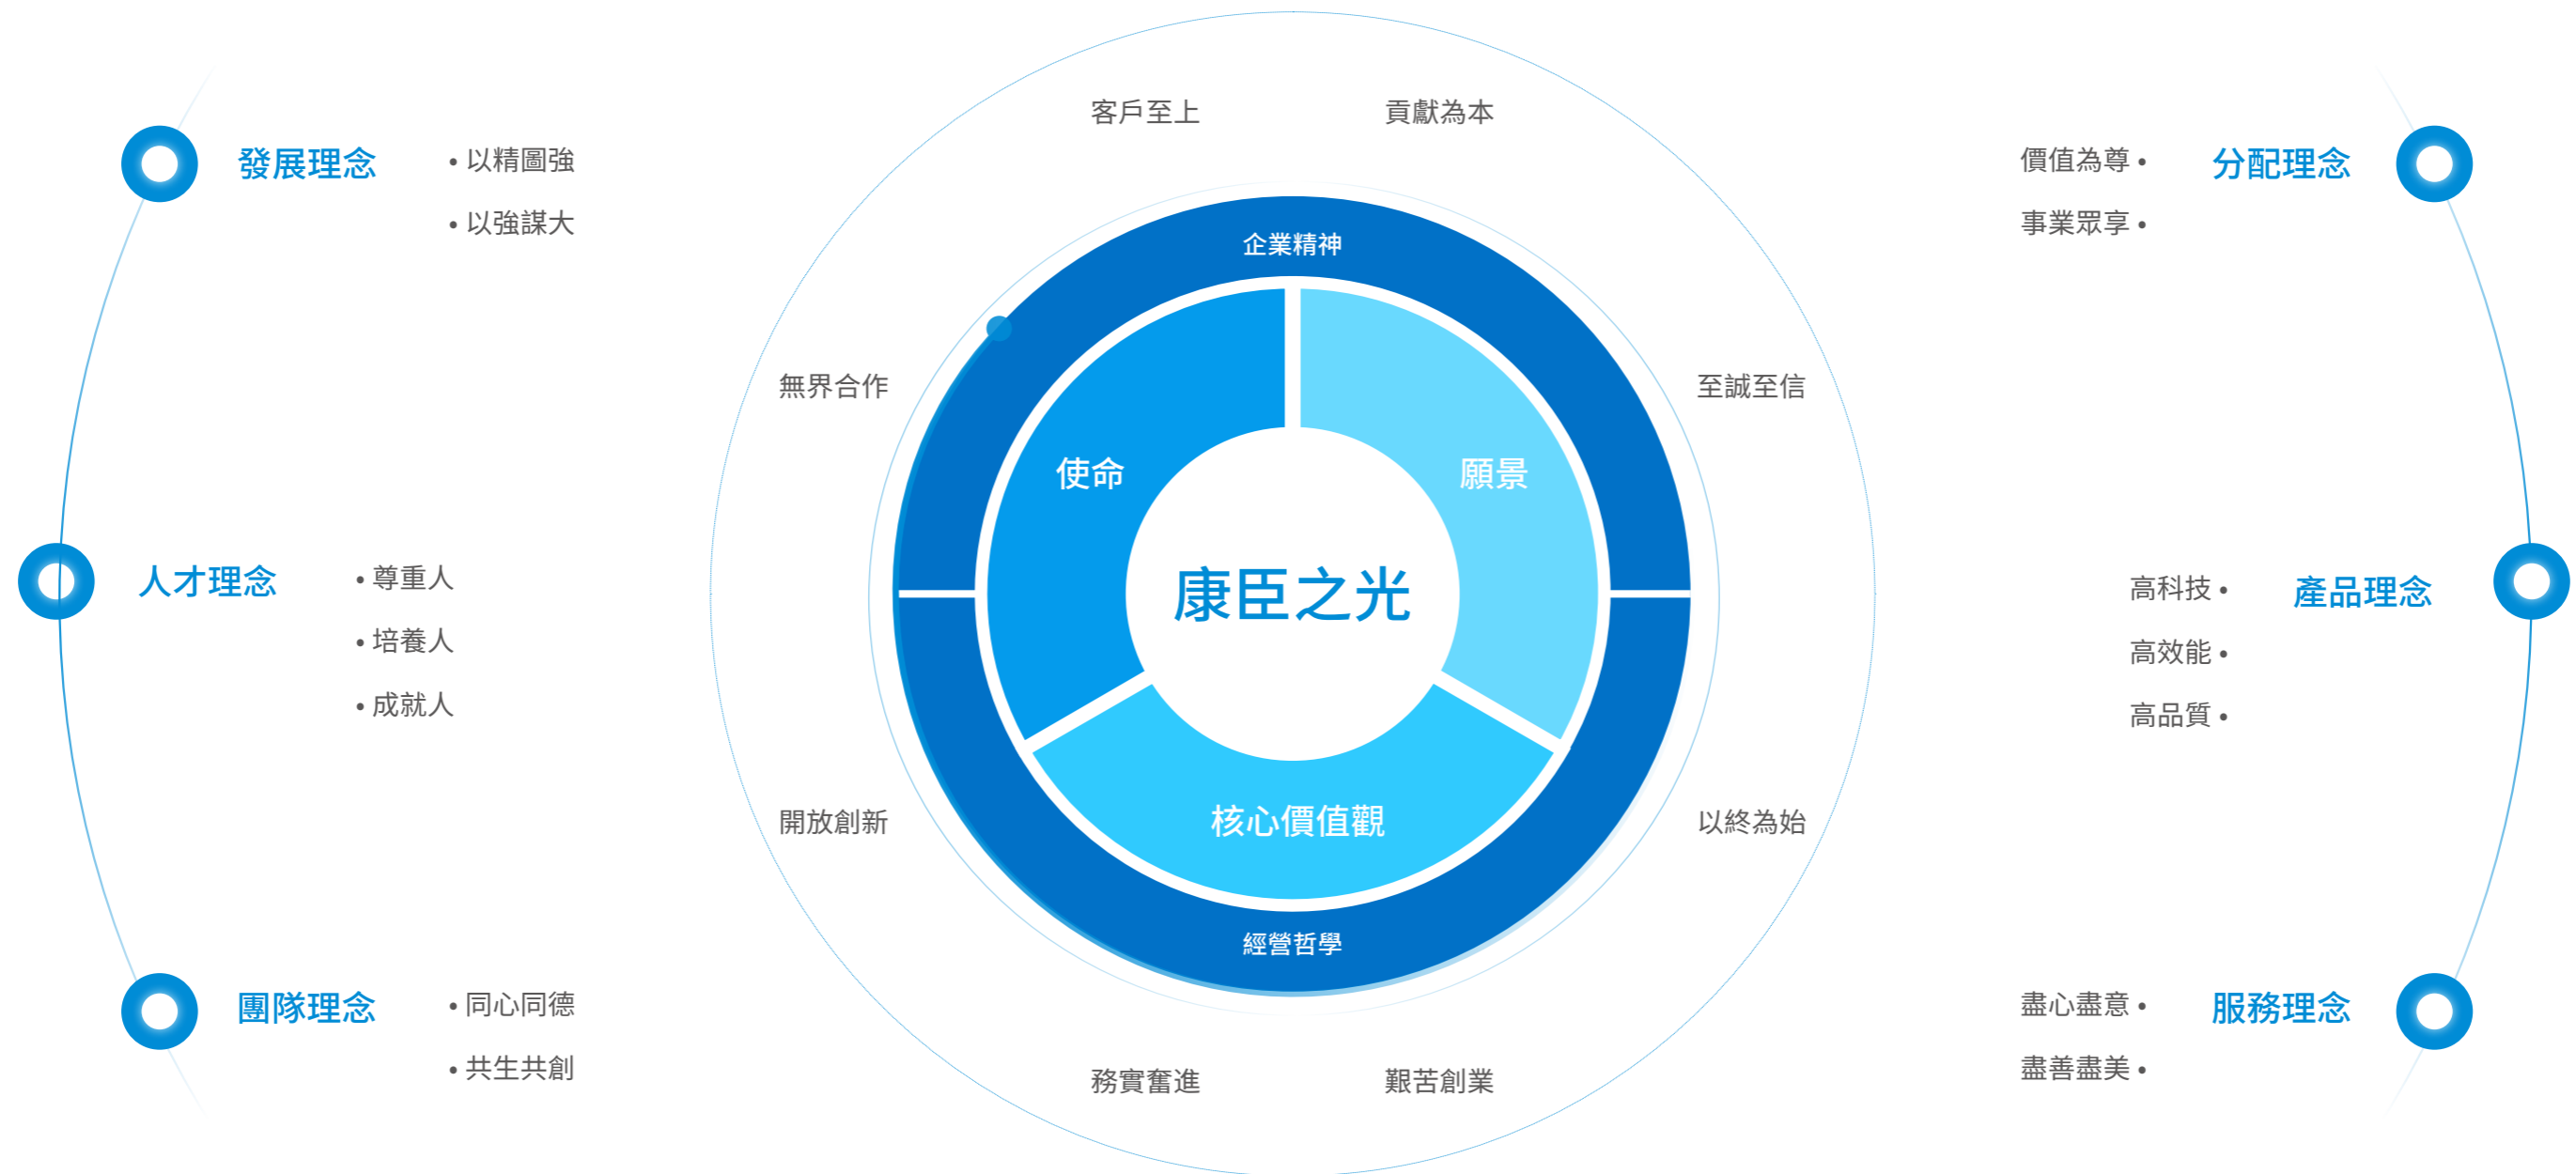 發展理念
• 以精圖強
• 以強謀大
人才理念
• 尊重人
• 培養人
• 成就人
團隊理念
• 同心同德
• 共生共創
客戶至上
貢獻為本
無界合作
至誠至信
開放創新
以終為始
務實奮進
艱苦創業
企業精神
使命
願景
康臣之光
核心價值觀
經營哲學
分配理念
價值為尊 •
事業眾享 •
產品理念
高科技 •
高效能 •
高品質 •
服務理念
盡心盡意 •
盡善盡美 •